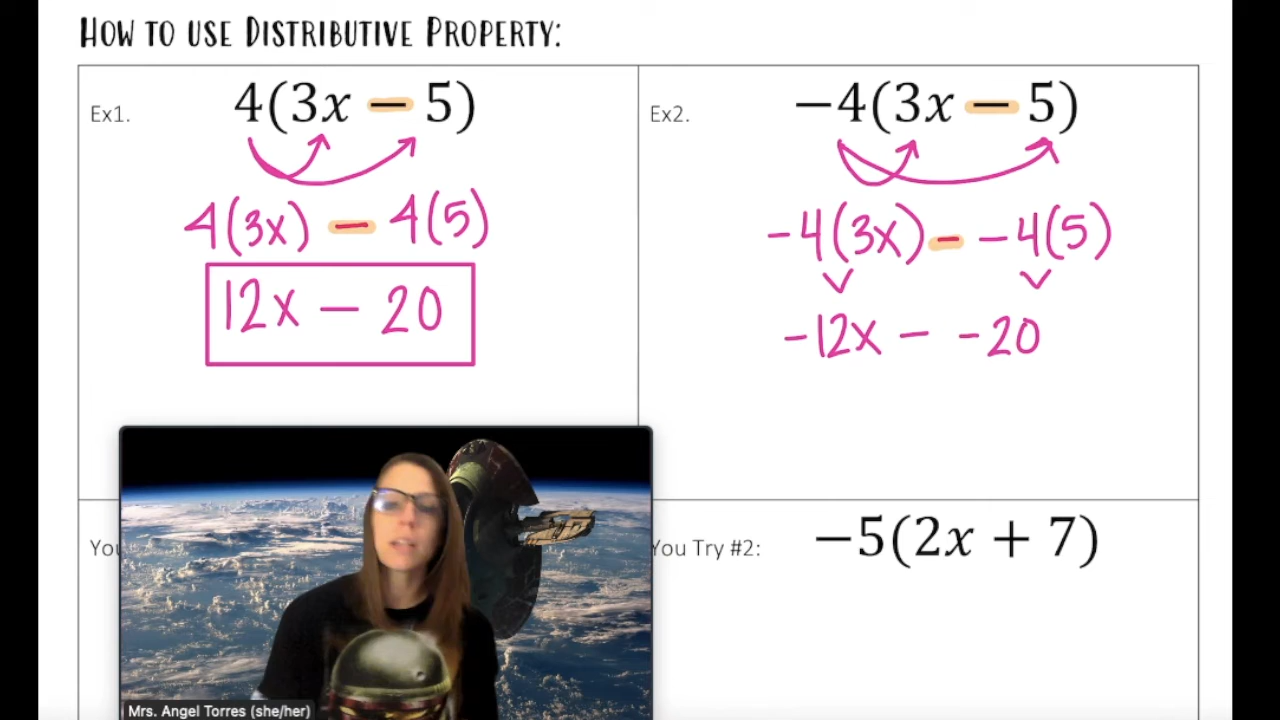 HOW TO USE DISTRIBUTIVE PROPERTY:
Ex1.
4(3x − 5)
4(3x) − 4(5)
12x − 20
Ex2.
−4(3x − 5)
-4(3x) - -4(5)
-12x - -20
You Try #2:
−5(2x + 7)
Mrs. Angel Torres (she/her)